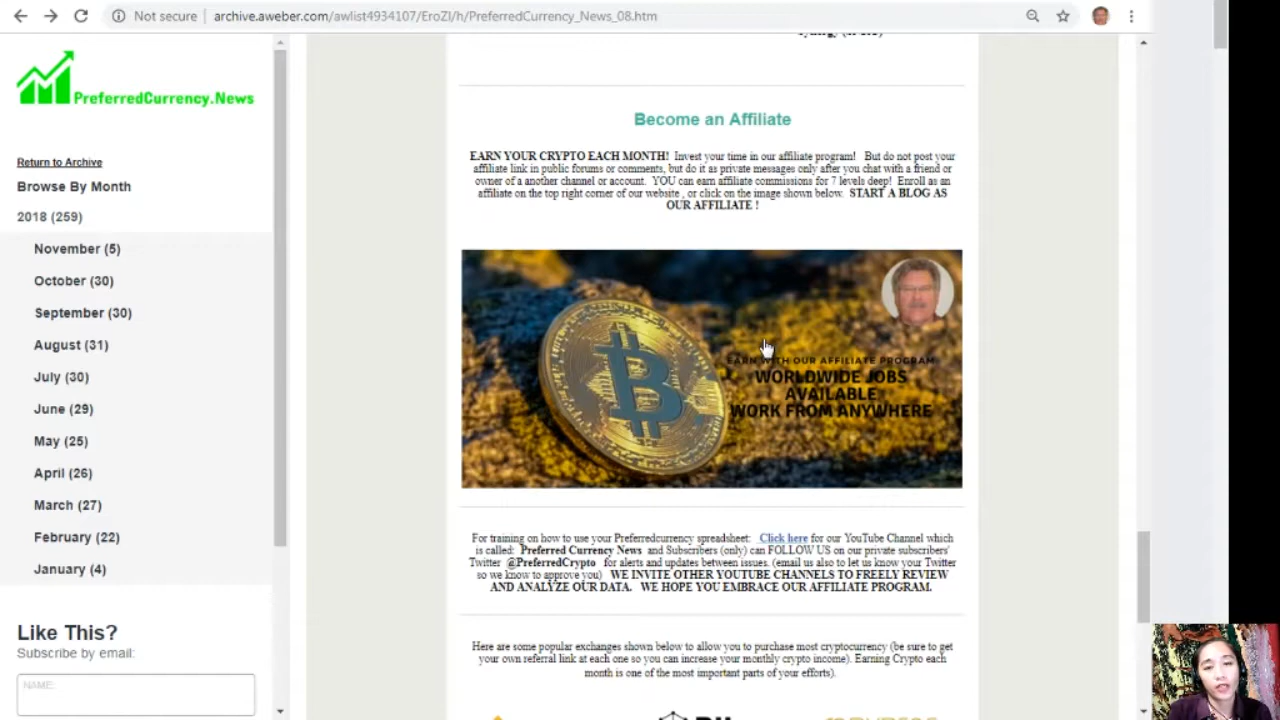 Not secure
archive.aweber.com/awlist4934107/EroZI/h/PreferredCurrency_News_08.htm
PreferredCurrency.News
Return to Archive
Browse By Month
2018 (259)
November (5)
October (30)
September (30)
August (31)
July (30)
June (29)
May (25)
April (26)
March (27)
February (22)
January (4)
Like This?
Subscribe by email:
NAME:
Become an Affiliate
EARN YOUR CRYPTO EACH MONTH! Invest your time in our affiliate program! But do not post your
affiliate link in public forums or comments, but do it as private messages only after you chat with a friend or
owner of a another channel or account. YOU can earn affiliate commissions for 7 levels deep! Enroll as an
affiliate on the top right corner of our website , or click on the image shown below. START A BLOG AS
OUR AFFILIATE !
EARN WITH OUR AFFILIATE PROGRAM
WORLDWIDE JOBS
AVAILABLE
WORK FROM ANYWHERE
For training on how to use your Preferredcurrency spreadsheet: Click here for our YouTube Channel which
is called: Preferred Currency News and Subscribers (only) can FOLLOW US on our private subscribers'
Twitter @PreferredCrypto for alerts and updates between issues. (email us also to let us know your Twitter
so we know to approve you) WE INVITE OTHER YOUTUBE CHANNELS TO FREELY REVIEW
AND ANALYZE OUR DATA. WE HOPE YOU EMBRACE OUR AFFILIATE PROGRAM.
Here are some popular exchanges shown below to allow you to purchase most cryptocurrency (be sure to get
your own referral link at each one so you can increase your monthly crypto income). Earning Crypto each
month is one of the most important parts of your efforts).